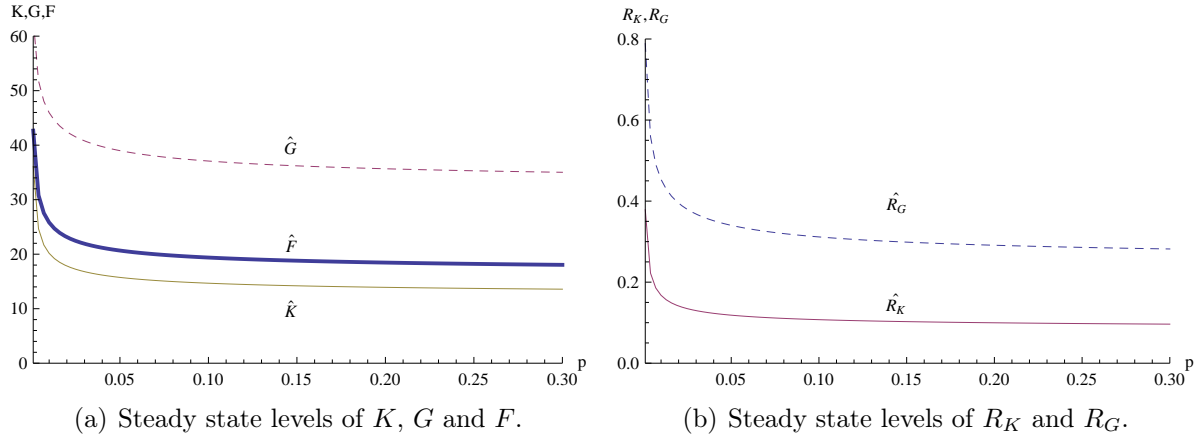 K,G,F
60
50
40
30
20
10
0
Ĝ
F̂
K̂
0.05 0.10 0.15 0.20 0.25 0.30 p
(a) Steady state levels of K, G and F.
R_K, R_G
0.8
0.6
0.4
0.2
0.0
R̂_G
R̂_K
0.05 0.10 0.15 0.20 0.25 0.30 p
(b) Steady state levels of R_K and R_G.